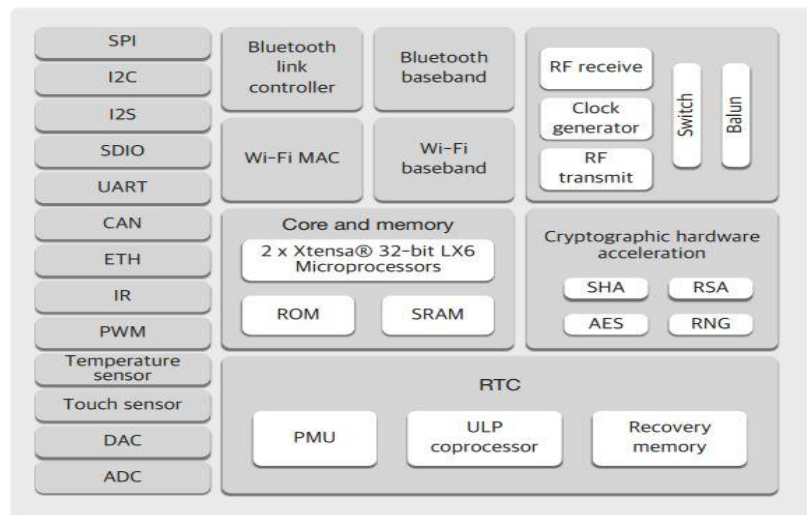 SPI
I2C
I2S
SDIO
UART
CAN
ETH
IR
PWM
Temperature
sensor
Touch sensor
DAC
ADC
Bluetooth
link
controller
Bluetooth
baseband
Wi-Fi MAC
Wi-Fi
baseband
RF receive
Clock
generator
RF
transmit
Switch
Balun
Core and memory
2 x Xtensa® 32-bit LX6
Microprocessors
ROM
SRAM
Cryptographic hardware
acceleration
SHA
RSA
AES
RNG
RTC
PMU
ULP
coprocessor
Recovery
memory